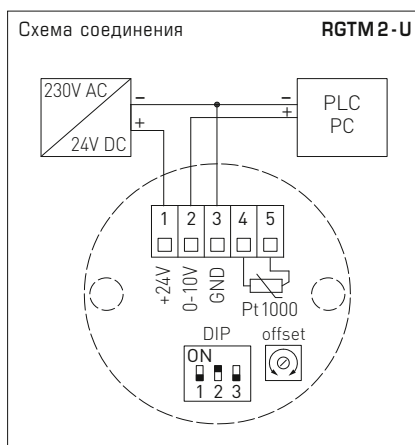 Схема соединения RGTM 2-U
230V AC
24V DC
–
+
–
+
PLC
PC
1 2 3 4 5
+24V
0-10V
GND
Pt1000
DIP
offset
ON
1 2 3